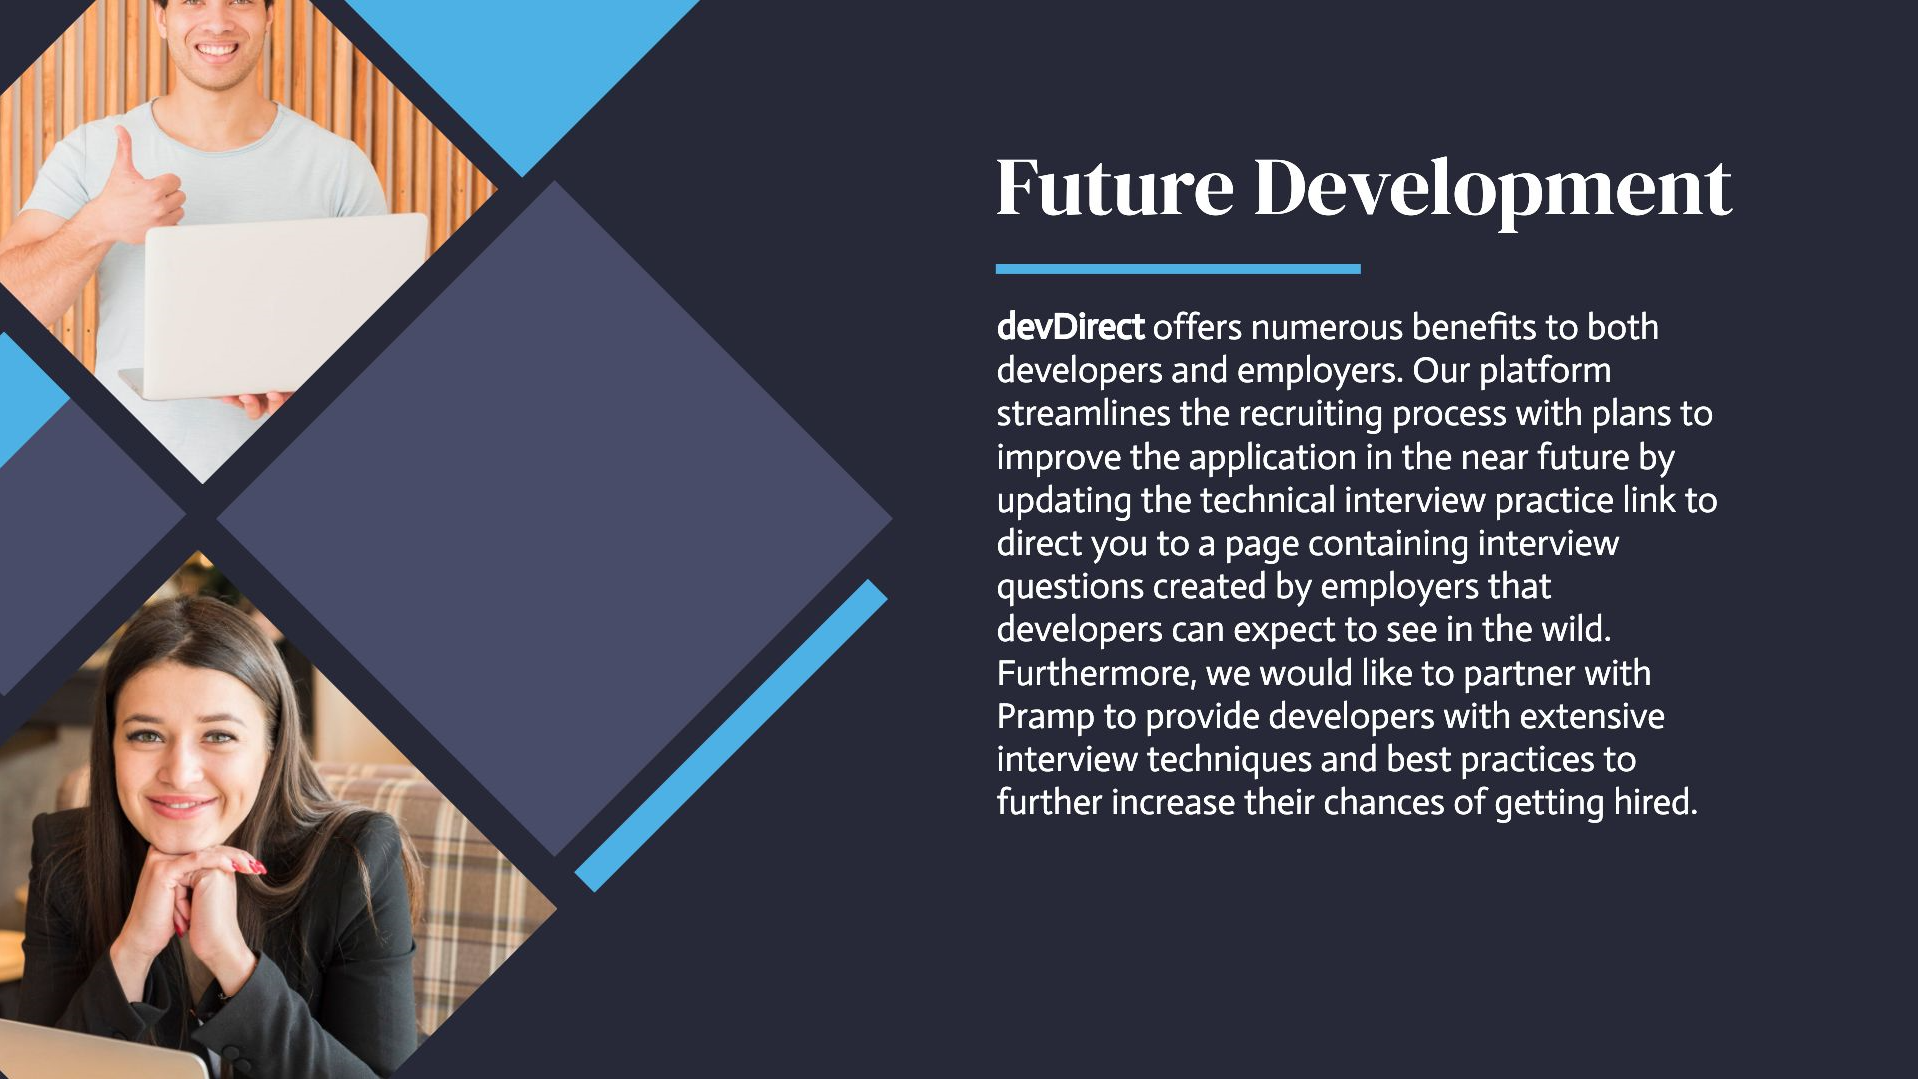 Future Development
devDirect offers numerous benefits to both
developers and employers. Our platform
streamlines the recruiting process with plans to
improve the application in the near future by
updating the technical interview practice link to
direct you to a page containing interview
questions created by employers that
developers can expect to see in the wild.
Furthermore, we would like to partner with
Pramp to provide developers with extensive
interview techniques and best practices to
further increase their chances of getting hired.